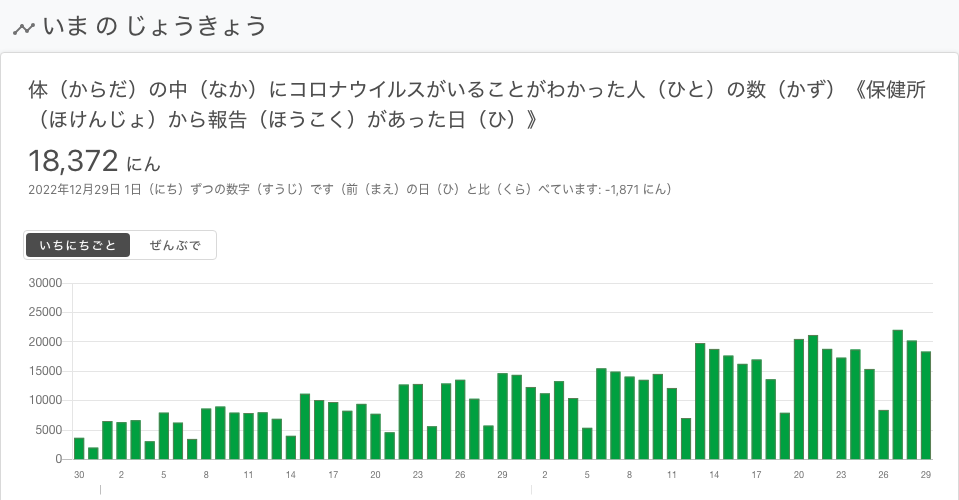 いま の じょうきょう
体（からだ）の中（なか）にコロナウイルスがいることがわかった人（ひと）の数（かず）《保健所
（ほけんじょ）から報告（ほうこく）があった日（ひ）》
18,372 にん
2022年12月29日 1日（にち）ずつの数字（すうじ）です（前（まえ）の日（ひ）と比（くら）べています: -1,871 にん）
いちにちごと ぜんぶで
30000
25000
20000
15000
10000
5000
0
30 2 5 8 11 14 17 20 23 26 29 2 5 8 11 14 17 20 23 26 29